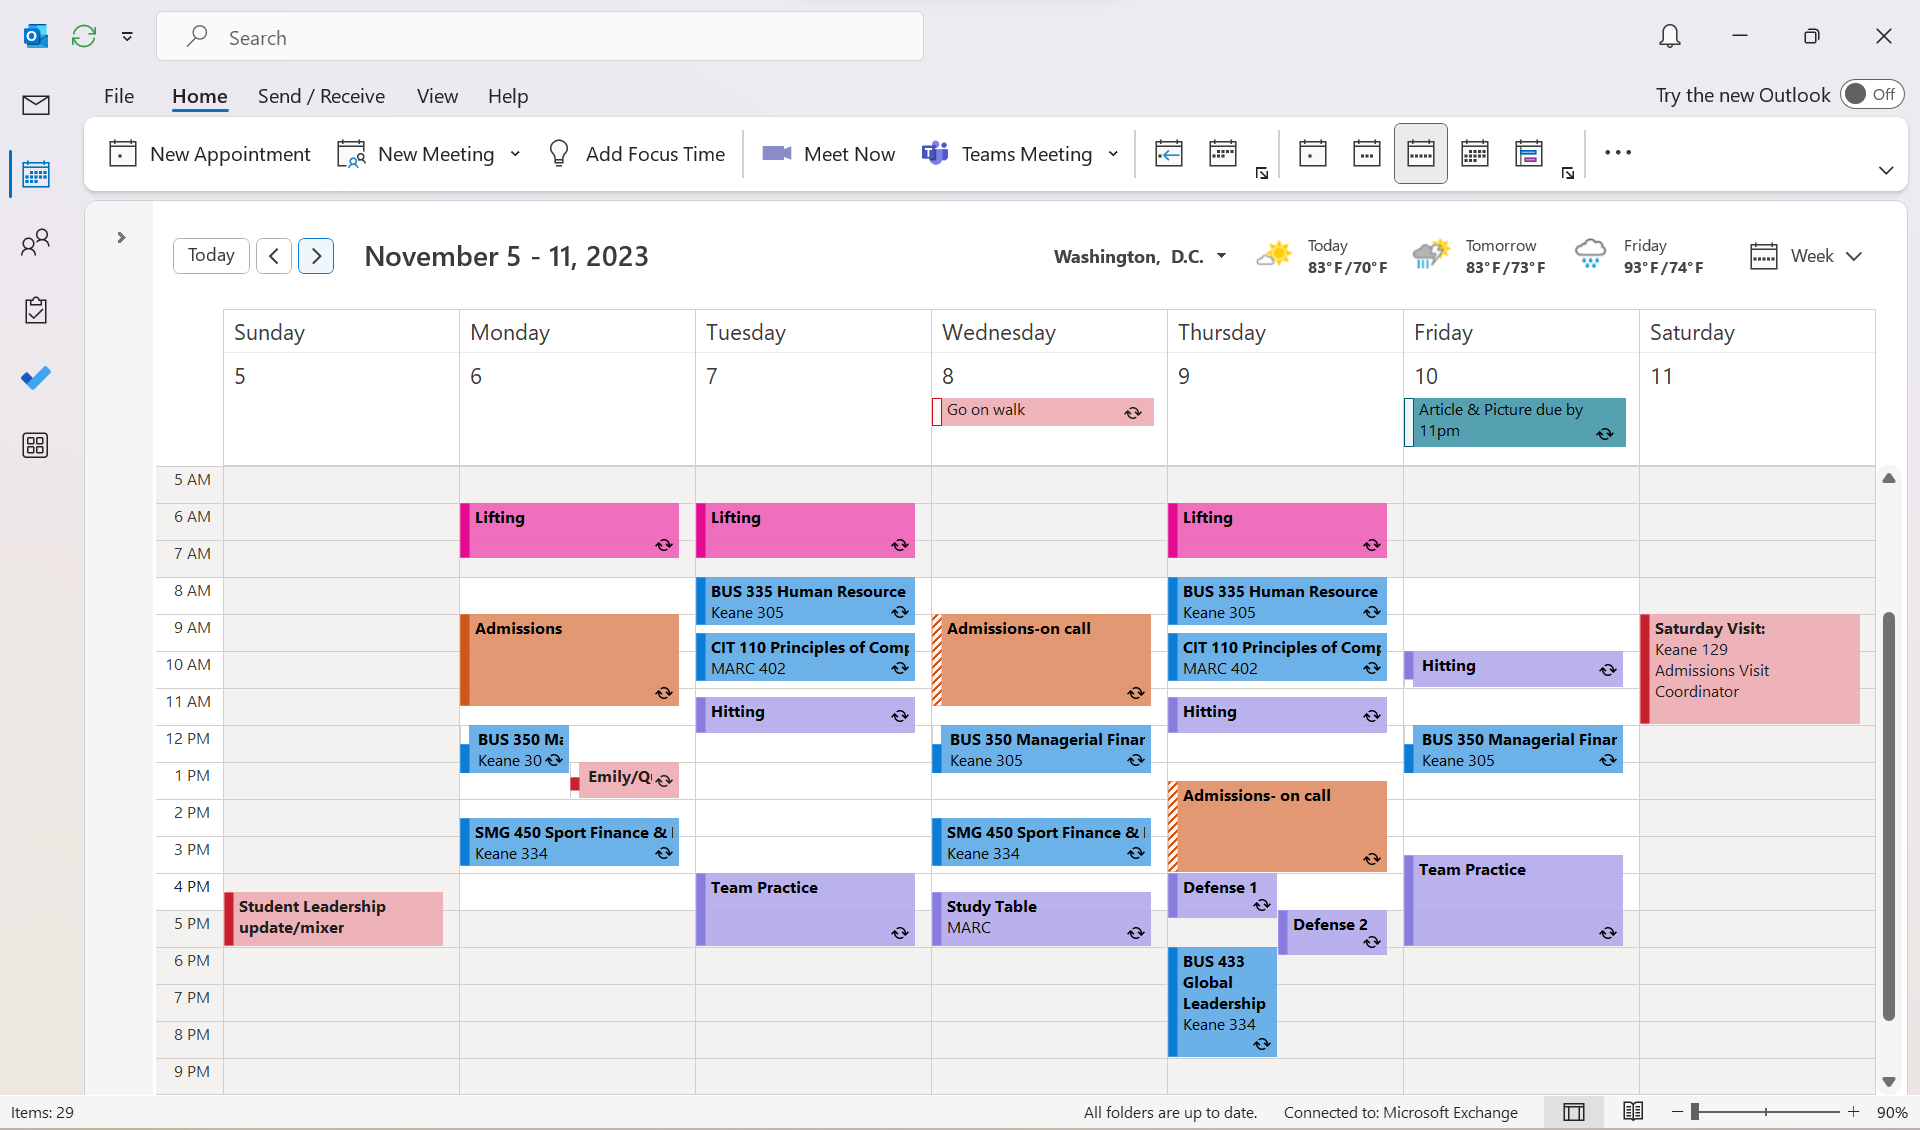 Search
File Home Send / Receive View Help
Try the new Outlook Off
New Appointment New Meeting Add Focus Time Meet Now Teams Meeting
Today November 5 - 11, 2023
Washington, D.C.
Today
83°F/70°F
Tomorrow
83°F/73°F
Friday
93°F/74°F
Week
Sunday Monday Tuesday Wednesday Thursday Friday Saturday
5 6 7 8 9 10 11
Go on walk
Article & Picture due by
11pm
5 AM
6 AM
7 AM
8 AM
9 AM
10 AM
11 AM
12 PM
1 PM
2 PM
3 PM
4 PM
5 PM
6 PM
7 PM
8 PM
9 PM
Student Leadership
update/mixer
Lifting
Admissions
BUS 350 Ma
Keane 30
Emily/Q
SMG 450 Sport Finance &
Keane 334
Lifting
BUS 335 Human Resource
Keane 305
CIT 110 Principles of Comp
MARC 402
Hitting
Team Practice
Admissions-on call
BUS 350 Managerial Finan
Keane 305
SMG 450 Sport Finance &
Keane 334
Study Table
MARC
Lifting
BUS 335 Human Resource
Keane 305
CIT 110 Principles of Comp
MARC 402
Hitting
Admissions- on call
Defense 1
Defense 2
BUS 433
Global
Leadership
Keane 334
Hitting
BUS 350 Managerial Finan
Keane 305
Team Practice
Saturday Visit:
Keane 129
Admissions Visit
Coordinator
Items: 29
All folders are up to date. Connected to: Microsoft Exchange 90%